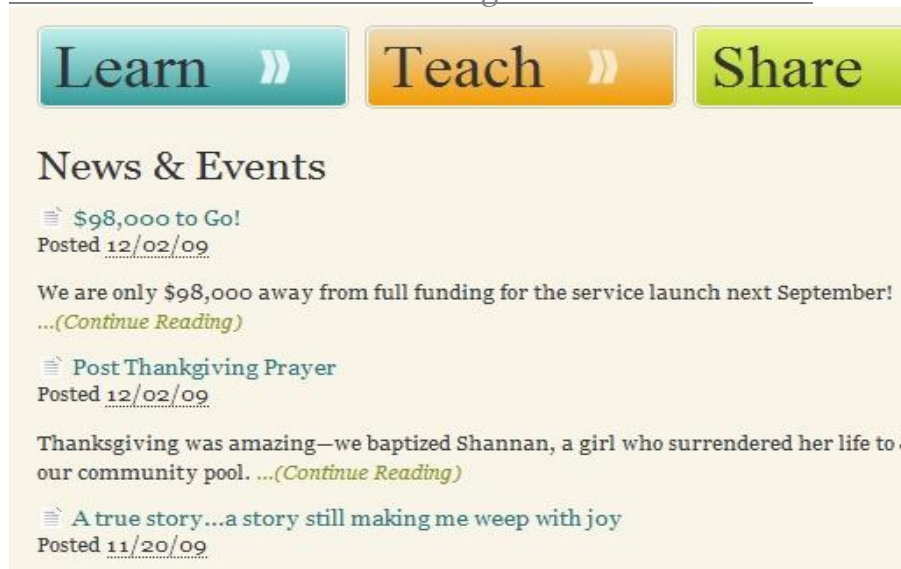 Learn » Teach » Share
News & Events
$98,000 to Go!
Posted 12/02/09
We are only $98,000 away from full funding for the service launch next September!
...(Continue Reading)
Post Thankgiving Prayer
Posted 12/02/09
Thanksgiving was amazing—we baptized Shannan, a girl who surrendered her life to
our community pool. ...(Continue Reading)
A true story...a story still making me weep with joy
Posted 11/20/09